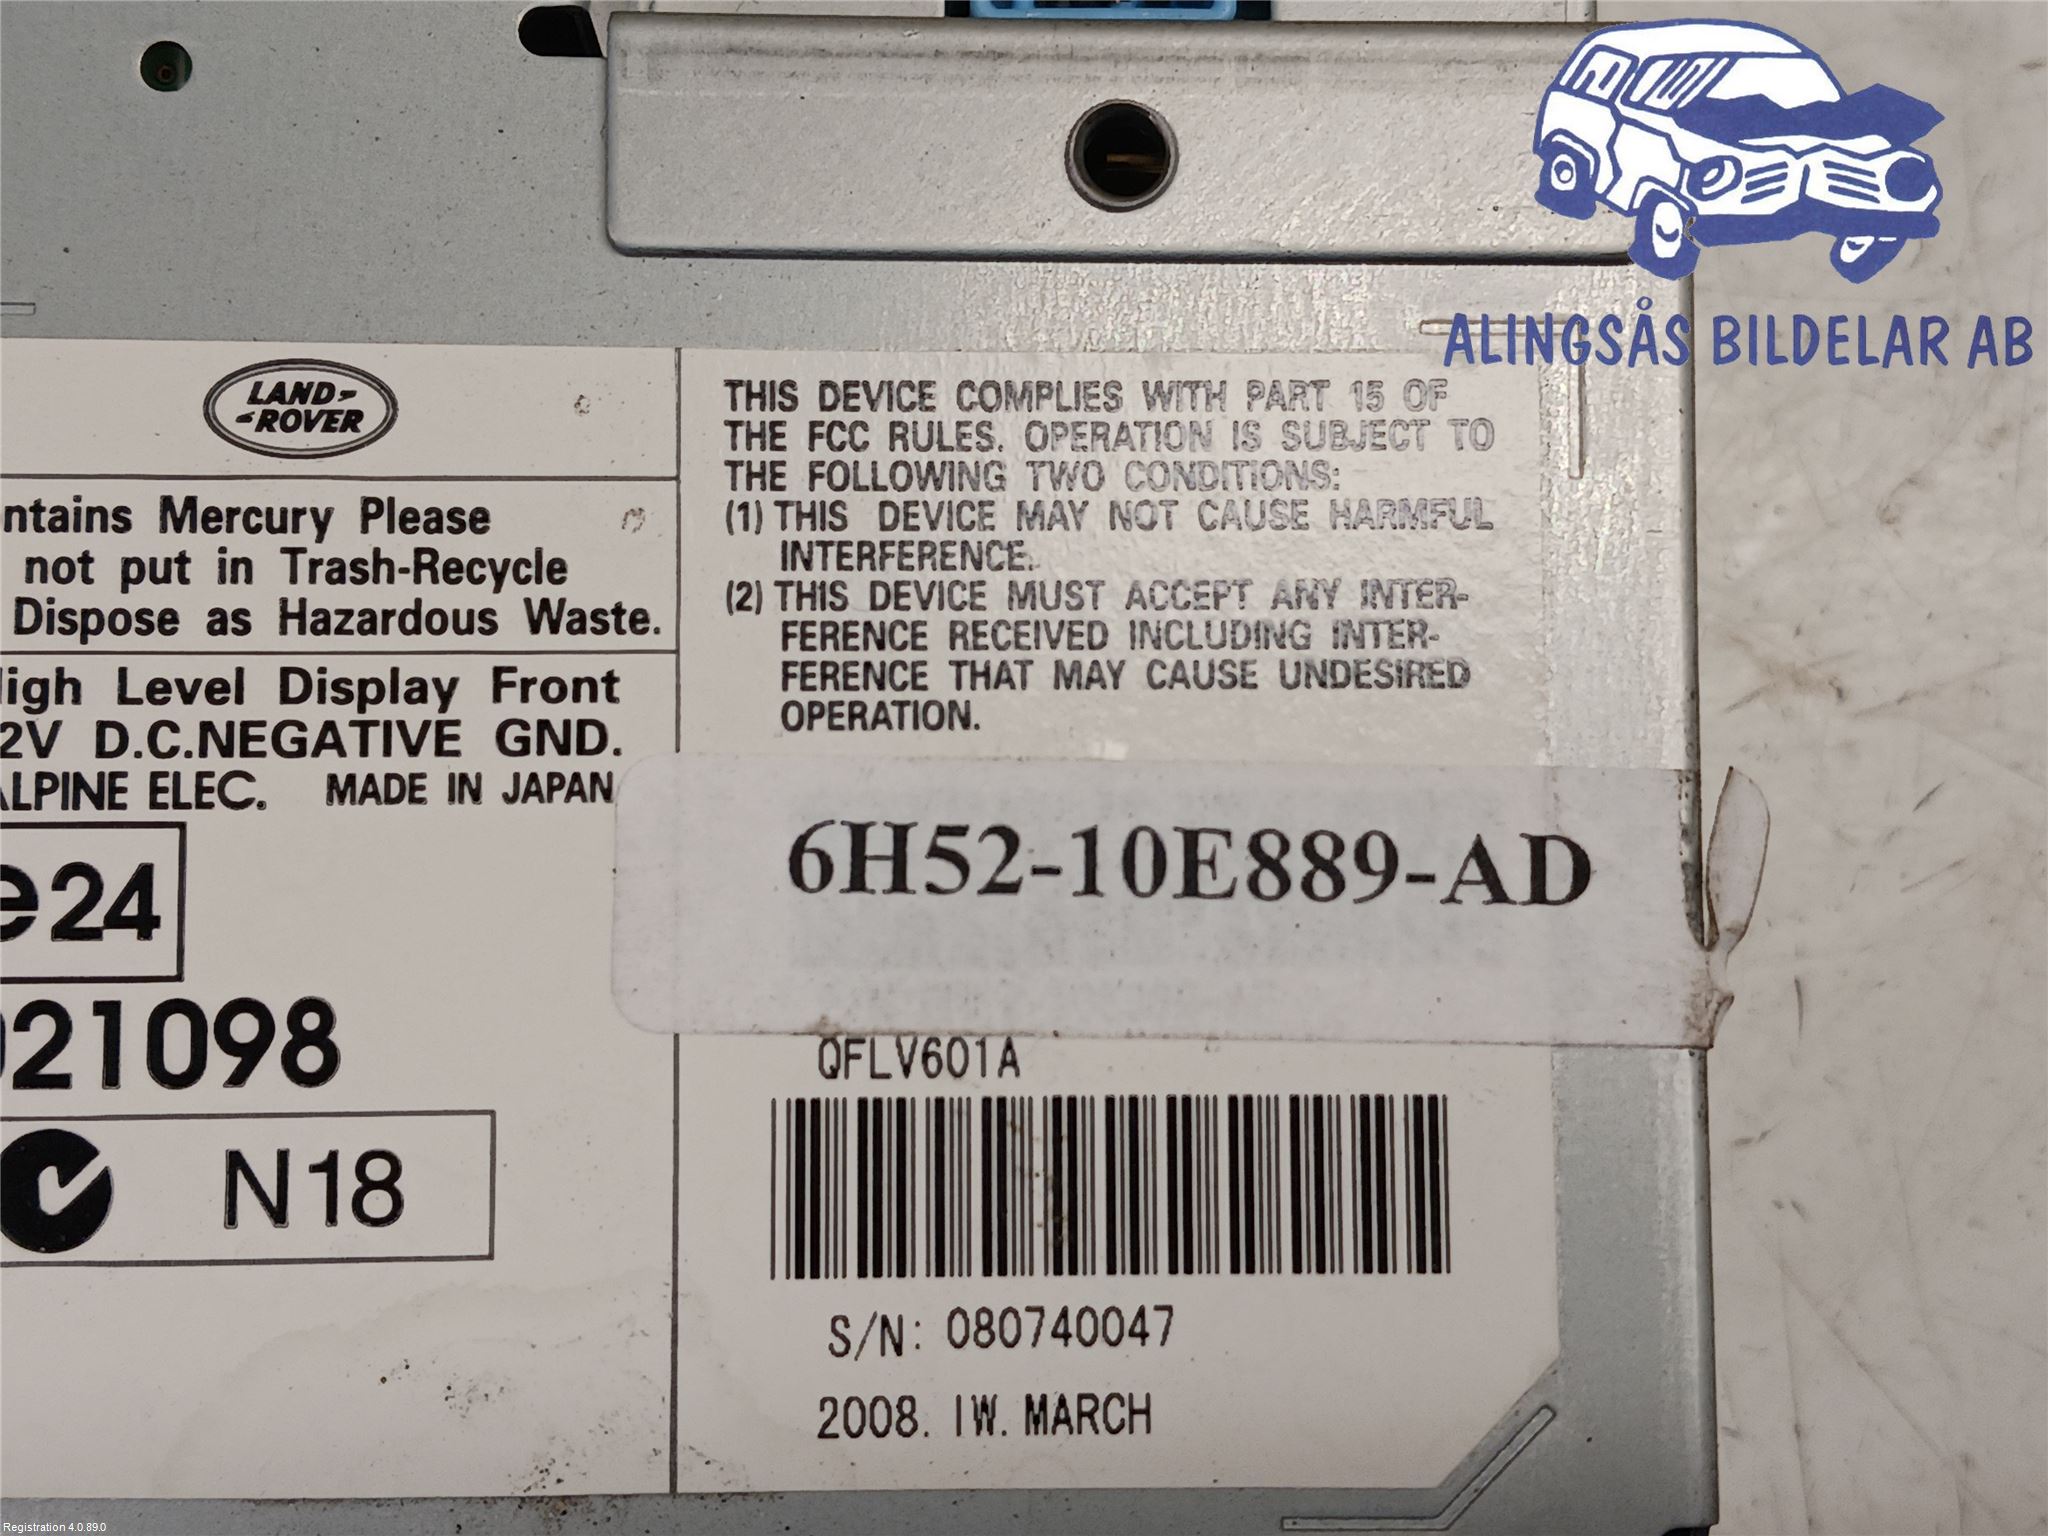 ALINGSÅS BILDELAR AB
LAND-
-ROVER
ntains Mercury Please
not put in Trash-Recycle
Dispose as Hazardous Waste.
igh Level Display Front
2V D.C.NEGATIVE GND.
ALPINE ELEC. MADE IN JAPAN
e24
021098
N18
THIS DEVICE COMPLIES WITH PART 15 OF
THE FCC RULES. OPERATION IS SUBJECT TO
THE FOLLOWING TWO CONDITIONS:
(1) THIS DEVICE MAY NOT CAUSE HARMFUL
INTERFERENCE.
(2) THIS DEVICE MUST ACCEPT ANY INTER-
FERENCE RECEIVED INCLUDING INTER-
FERENCE THAT MAY CAUSE UNDESIRED
OPERATION.
6H52-10E889-AD
QFLV601A
S/N: 080740047
2008. 1W. MARCH
Registration 4.0.89.0